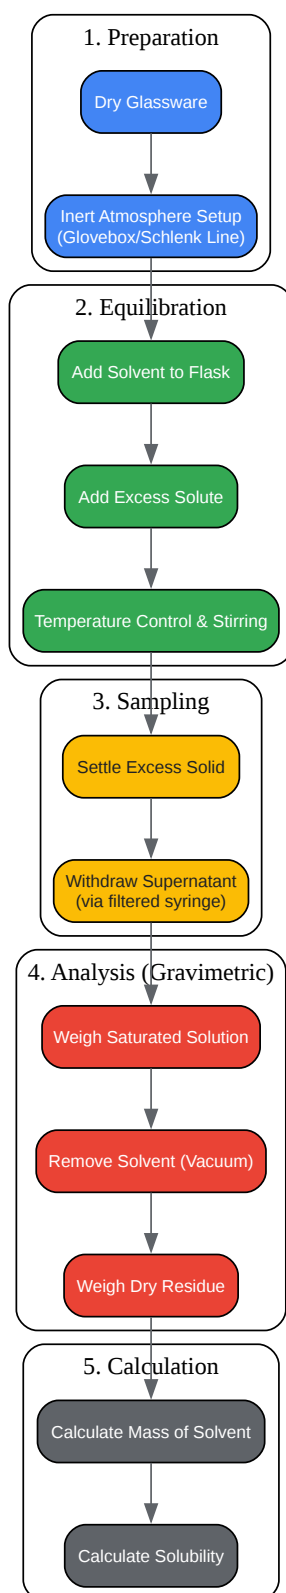 1. Preparation
Dry Glassware
Inert Atmosphere Setup
(Glovebox/Schlenk Line)
2. Equilibration
Add Solvent to Flask
Add Excess Solute
Temperature Control & Stirring
3. Sampling
Settle Excess Solid
Withdraw Supernatant
(via filtered syringe)
4. Analysis (Gravimetric)
Weigh Saturated Solution
Remove Solvent (Vacuum)
Weigh Dry Residue
5. Calculation
Calculate Mass of Solvent
Calculate Solubility